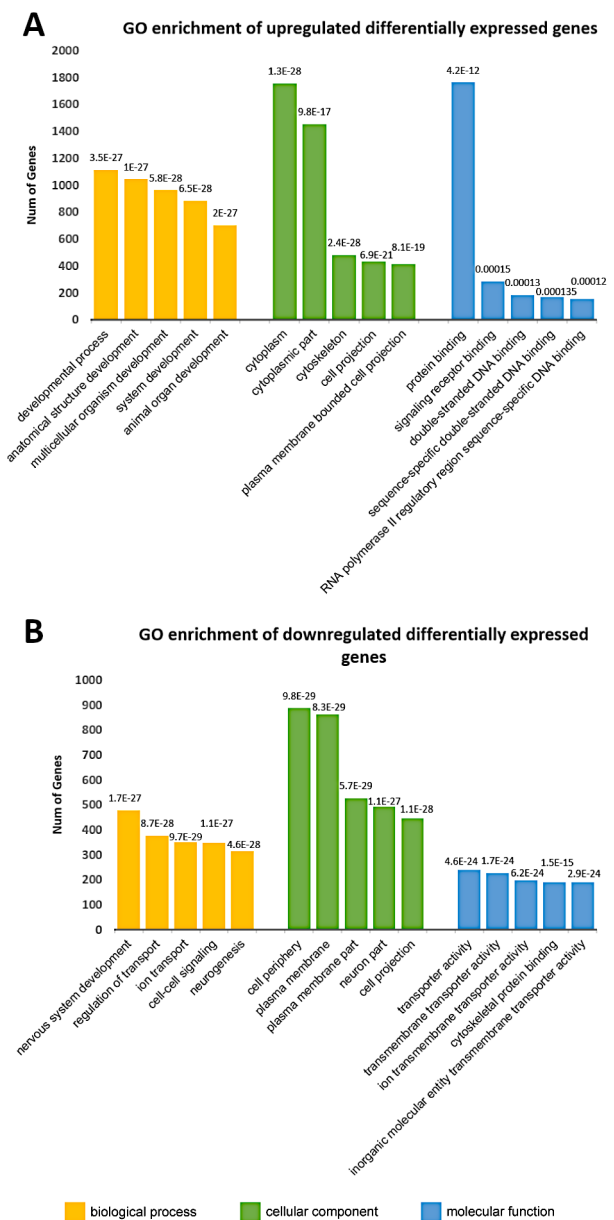 A
GO enrichment of upregulated differentially expressed genes
Num of Genes
2000
1800
1600
1400
1200
1000
800
600
400
200
0
3.5E-27
1E-27
5.8E-28
6.5E-28
2E-27
1.3E-28
9.8E-17
2.4E-28
6.9E-21
8.1E-19
4.2E-12
0.00015
0.00013
0.000135
0.00012
developmental process
anatomical structure development
multicellular organism development
system development
animal organ development
cytoplasm
cytoplasmic part
cytoskeleton
cell projection
plasma membrane bounded cell projection
protein binding
signaling receptor binding
double-stranded DNA binding
sequence-specific double-stranded DNA binding
RNA polymerase II regulatory region sequence-specific DNA binding
B
GO enrichment of downregulated differentially expressed
genes
Num of Genes
1000
900
800
700
600
500
400
300
200
100
0
1.7E-27
8.7E-28
9.7E-29
1.1E-27
4.6E-28
9.8E-29
8.3E-29
5.7E-29
1.1E-27
1.1E-28
4.6E-24
1.7E-24
6.2E-24
1.5E-15
2.9E-24
nervous system development
regulation of transport
ion transport
cell-cell signaling
neurogenesis
cell periphery
plasma membrane
plasma membrane part
neuron part
cell projection
transporter activity
transmembrane transporter activity
ion transmembrane transporter activity
cytoskeletal protein binding
inorganic molecular entity transmembrane transporter activity
biological process
cellular component
molecular function